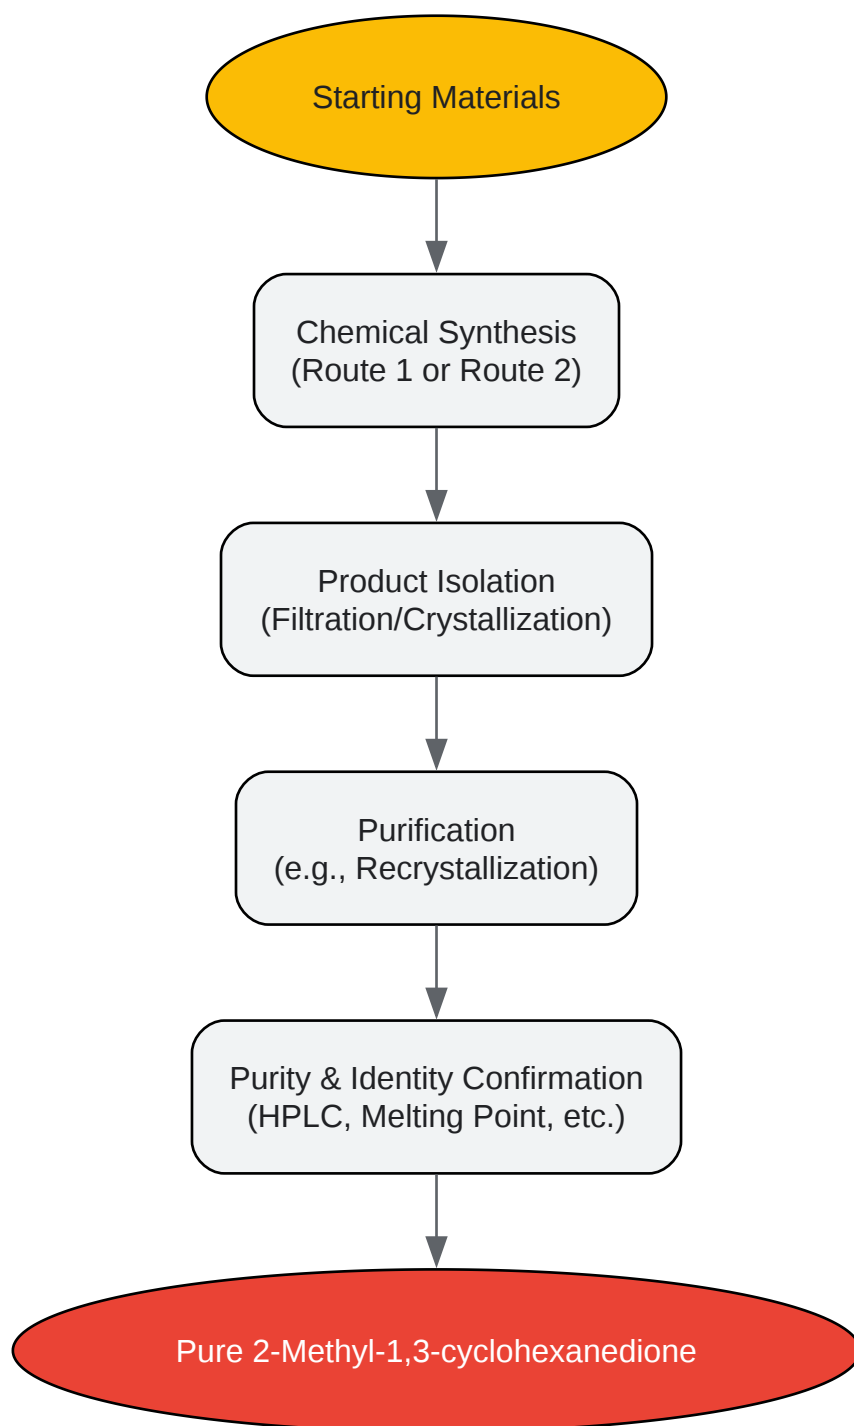 Starting Materials
Chemical Synthesis
(Route 1 or Route 2)
Product Isolation
(Filtration/Crystallization)
Purification
(e.g., Recrystallization)
Purity & Identity Confirmation
(HPLC, Melting Point, etc.)
Pure 2-Methyl-1,3-cyclohexanedione